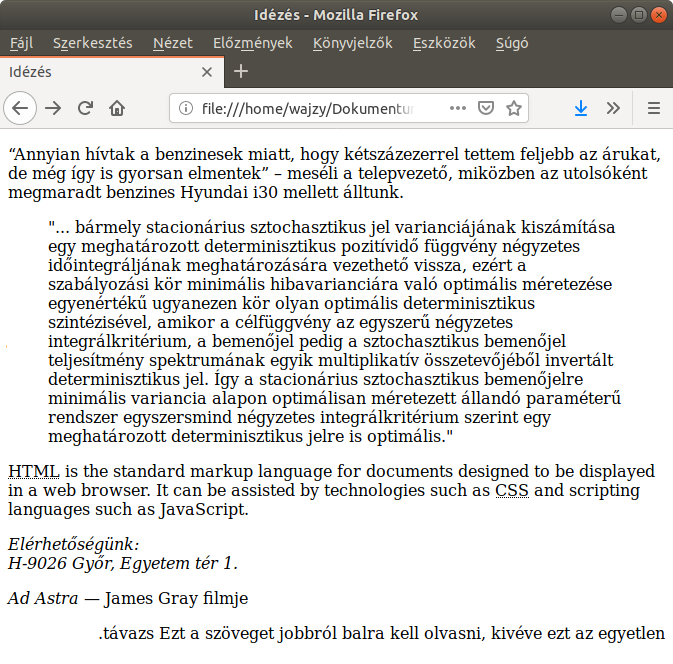 Idézés - Mozilla Firefox
Fájl Szerkesztés Nézet Előzmények Könyvjelzők Eszközök Súgó
Idézés
file:///home/wajzy/Dokumentu
“Annyian hívtak a benzinesek miatt, hogy kétszázezerrel tettem feljebb az árukat,
de még így is gyorsan elmentek” – meséli a telepvezető, miközben az utolsóként
megmaradt benzines Hyundai i30 mellett álltunk.
"... bármely stacionárius sztochasztikus jel varianciájának kiszámítása
egy meghatározott determinisztikus pozitívidő függvény négyzetes
időintegráljának meghatározására vezethető vissza, ezért a
szabályozási kör minimális hibavarianciára való optimális méretezése
egyenértékű ugyanezen kör olyan optimális determinisztikus
szintézisével, amikor a célfüggvény az egyszerű négyzetes
integrálkritérium, a bemenőjel pedig a sztochasztikus bemenőjel
teljesítmény spektrumának egyik multiplikatív összetevőjéből invertált
determinisztikus jel. Így a stacionárius sztochasztikus bemenőjelre
minimális variancia alapon optimálisan méretezett állandó paraméterű
rendszer egyszersmind négyzetes integrálkritérium szerint egy
meghatározott determinisztikus jelre is optimális."
HTML is the standard markup language for documents designed to be displayed
in a web browser. It can be assisted by technologies such as CSS and scripting
languages such as JavaScript.
Elérhetőségünk:
H-9026 Győr, Egyetem tér 1.
Ad Astra — James Gray filmje
.távazs Ezt a szöveget jobbról balra kell olvasni, kivéve ezt az egyetlen